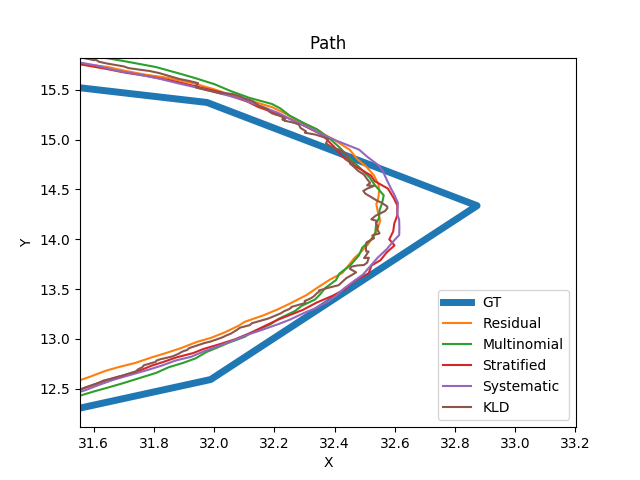 Path
Y
15.5
15.0
14.5
14.0
13.5
13.0
12.5
31.6 31.8 32.0 32.2 32.4 32.6 32.8 33.0 33.2
X
GT
Residual
Multinomial
Stratified
Systematic
KLD